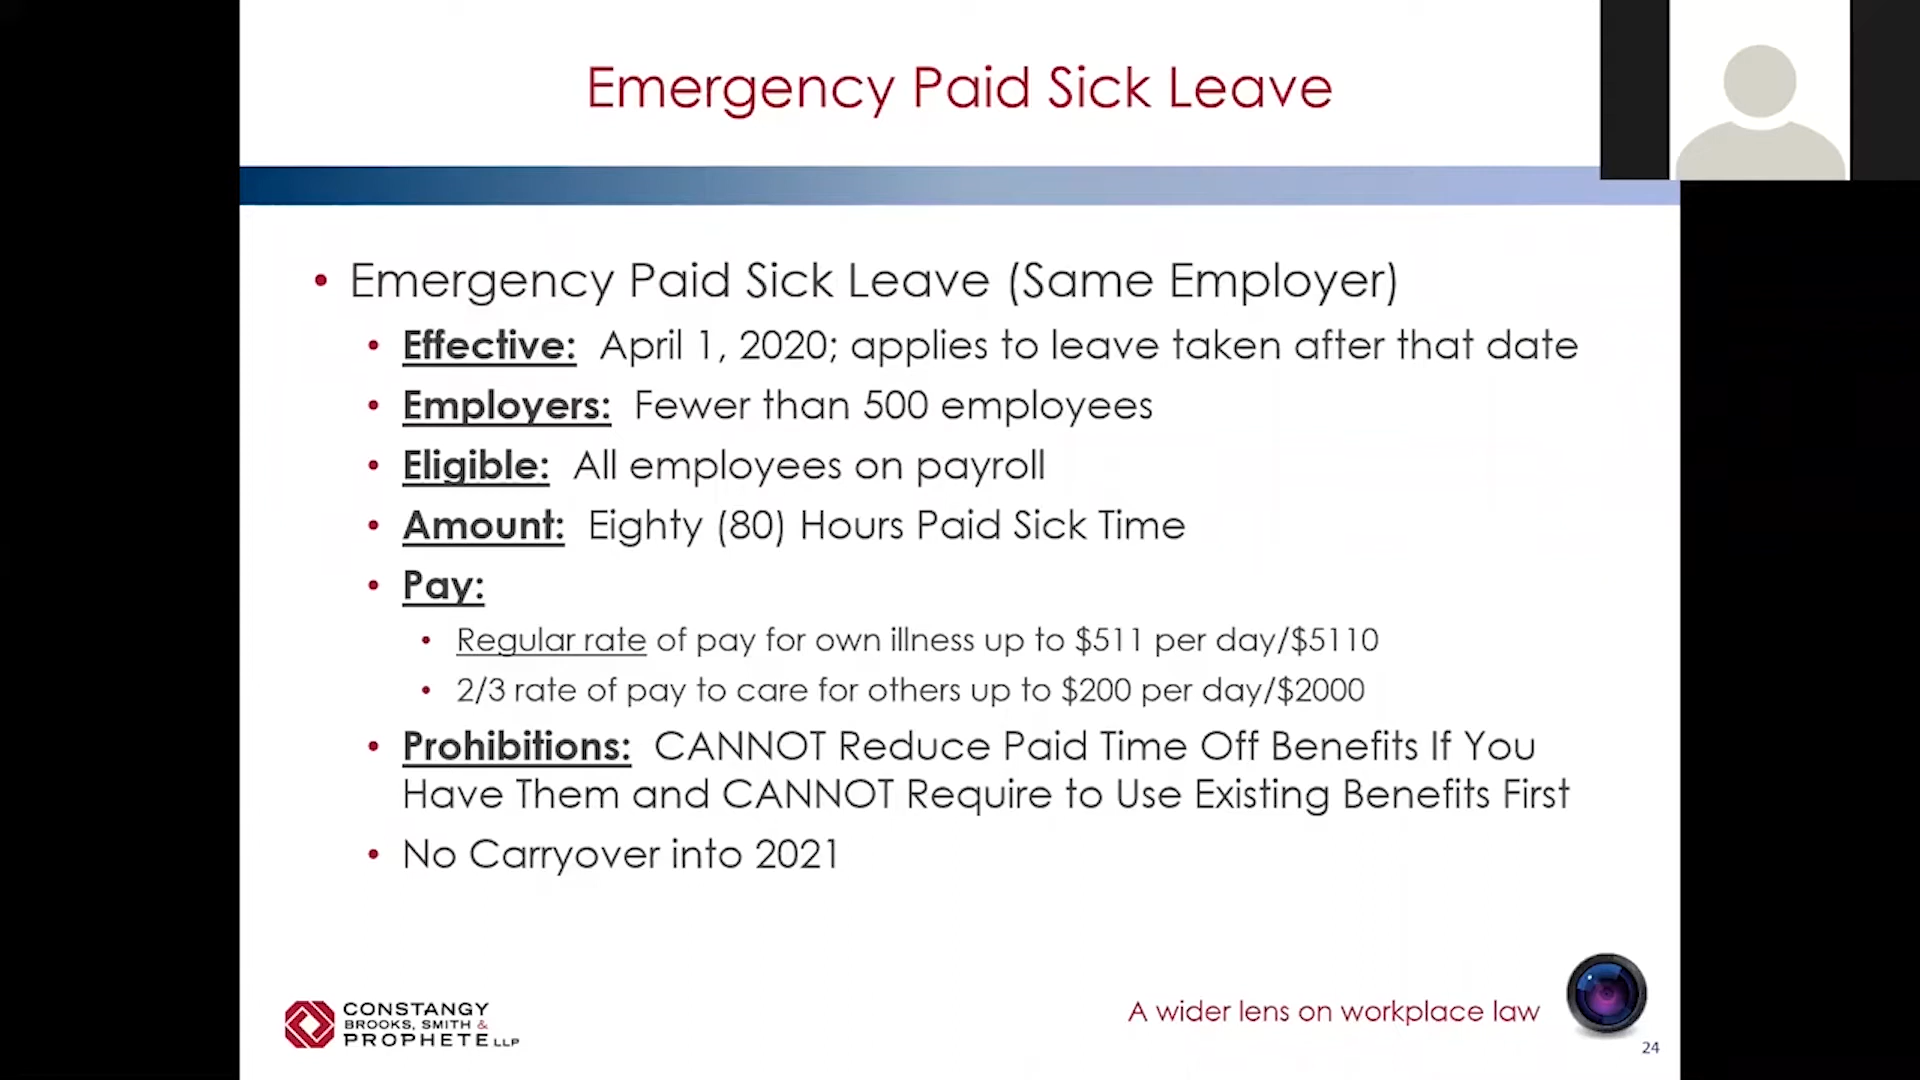 Emergency Paid Sick Leave
• Emergency Paid Sick Leave (Same Employer)
• Effective: April 1, 2020; applies to leave taken after that date
• Employers: Fewer than 500 employees
• Eligible: All employees on payroll
• Amount: Eighty (80) Hours Paid Sick Time
• Pay:
• Regular rate of pay for own illness up to $511 per day/$5110
• 2/3 rate of pay to care for others up to $200 per day/$2000
• Prohibitions: CANNOT Reduce Paid Time Off Benefits If You
Have Them and CANNOT Require to Use Existing Benefits First
• No Carryover into 2021
CONSTANGY
BROOKS, SMITH &
PROPHETE LLP
A wider lens on workplace law
24